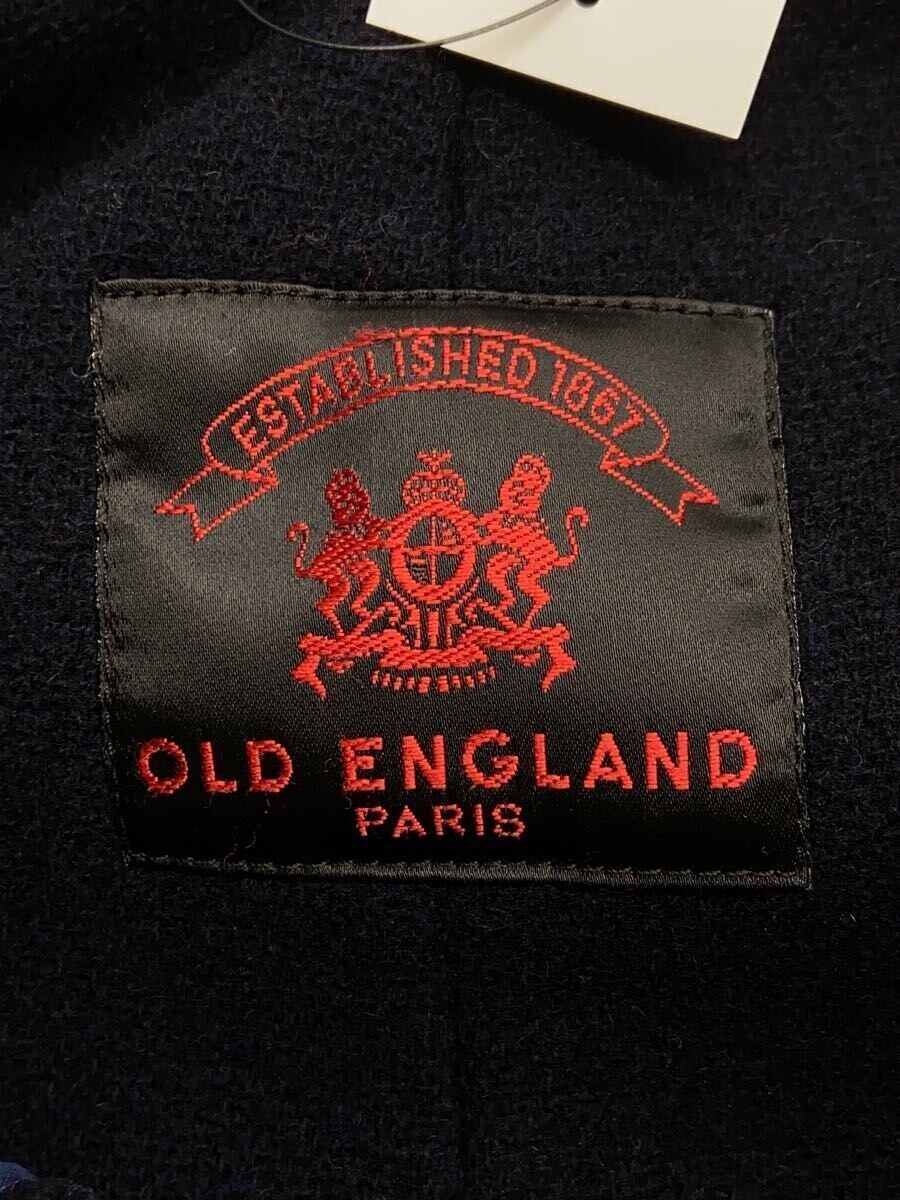 ESTABLISHED 1867
OLD ENGLAND
PARIS